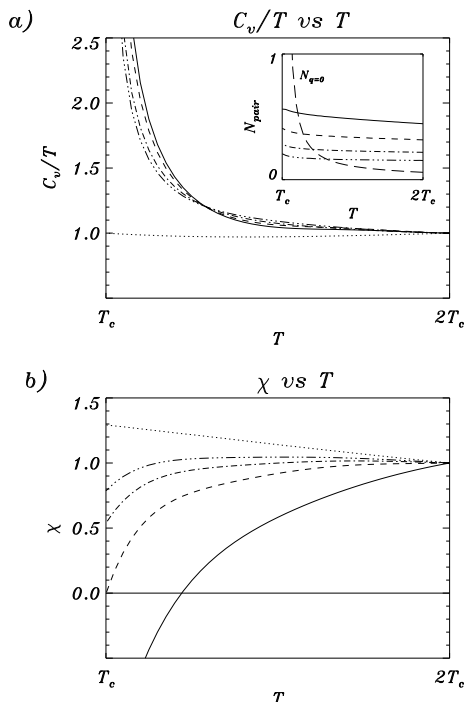 a)
C_v/T vs T
2.5
2.0
1.5
1.0
C_v/T
T_c
2T_c
T
1
0
N_pair
N_q=0
T_c
2T_c
T
b)
χ vs T
1.5
1.0
0.5
0.0
χ
T_c
2T_c
T